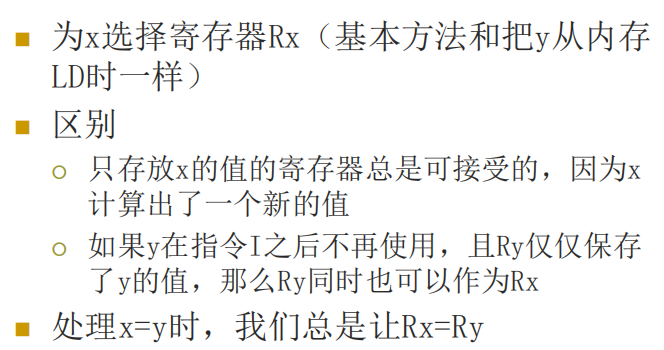 为x选择寄存器Rx（基本方法和把y从内存
LD时一样）
区别
只存放x的值的寄存器总是可接受的，因为x
计算出了一个新的值
如果y在指令I之后不再使用，且Ry仅仅保存
了y的值，那么Ry同时也可以作为Rx
处理x=y时，我们总是让Rx=Ry